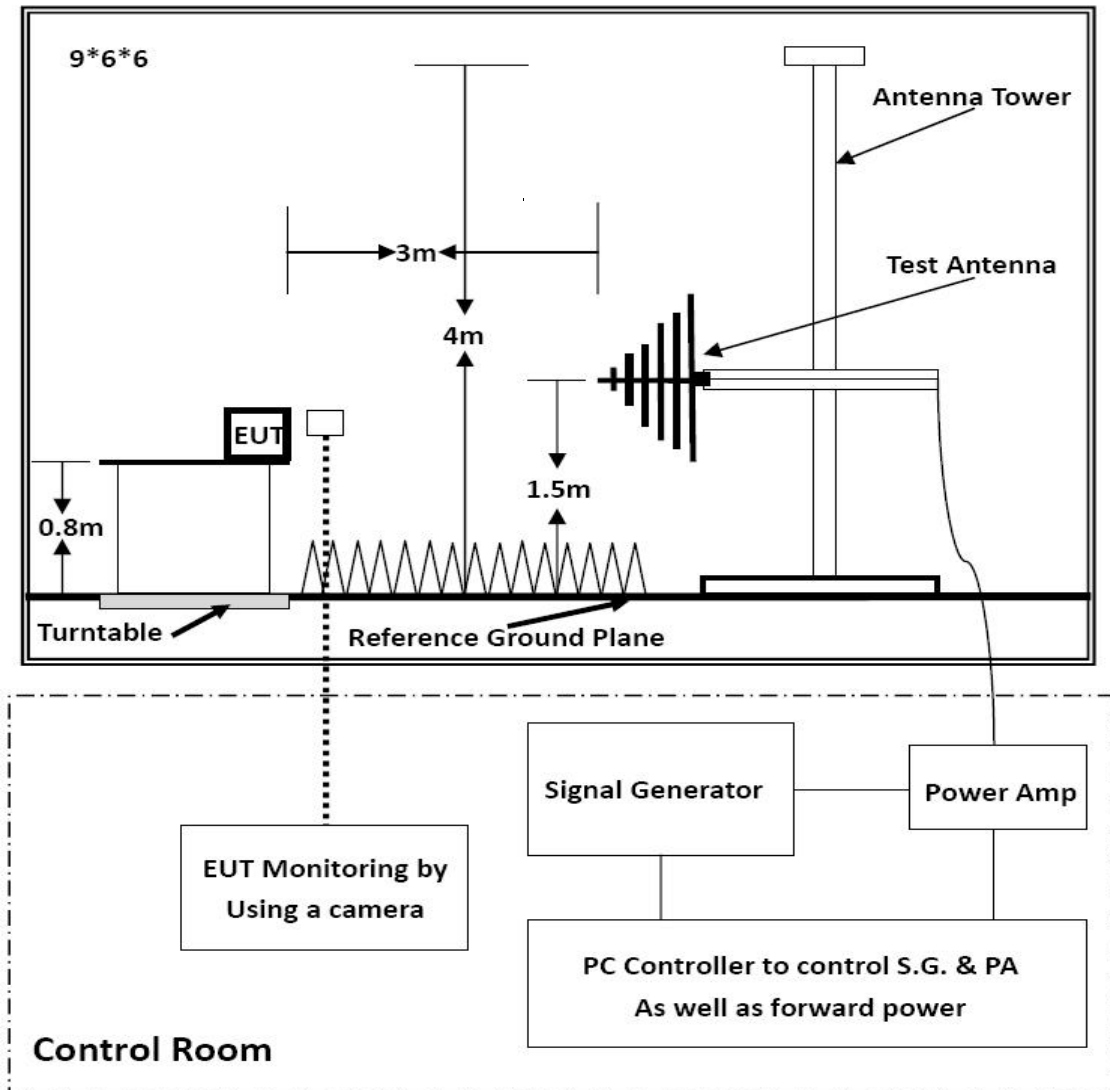 9*6*6
Antenna Tower
3m
Test Antenna
4m
EUT
1.5m
0.8m
Turntable
Reference Ground Plane
Signal Generator
Power Amp
EUT Monitoring by
Using a camera
PC Controller to control S.G. & PA
As well as forward power
Control Room